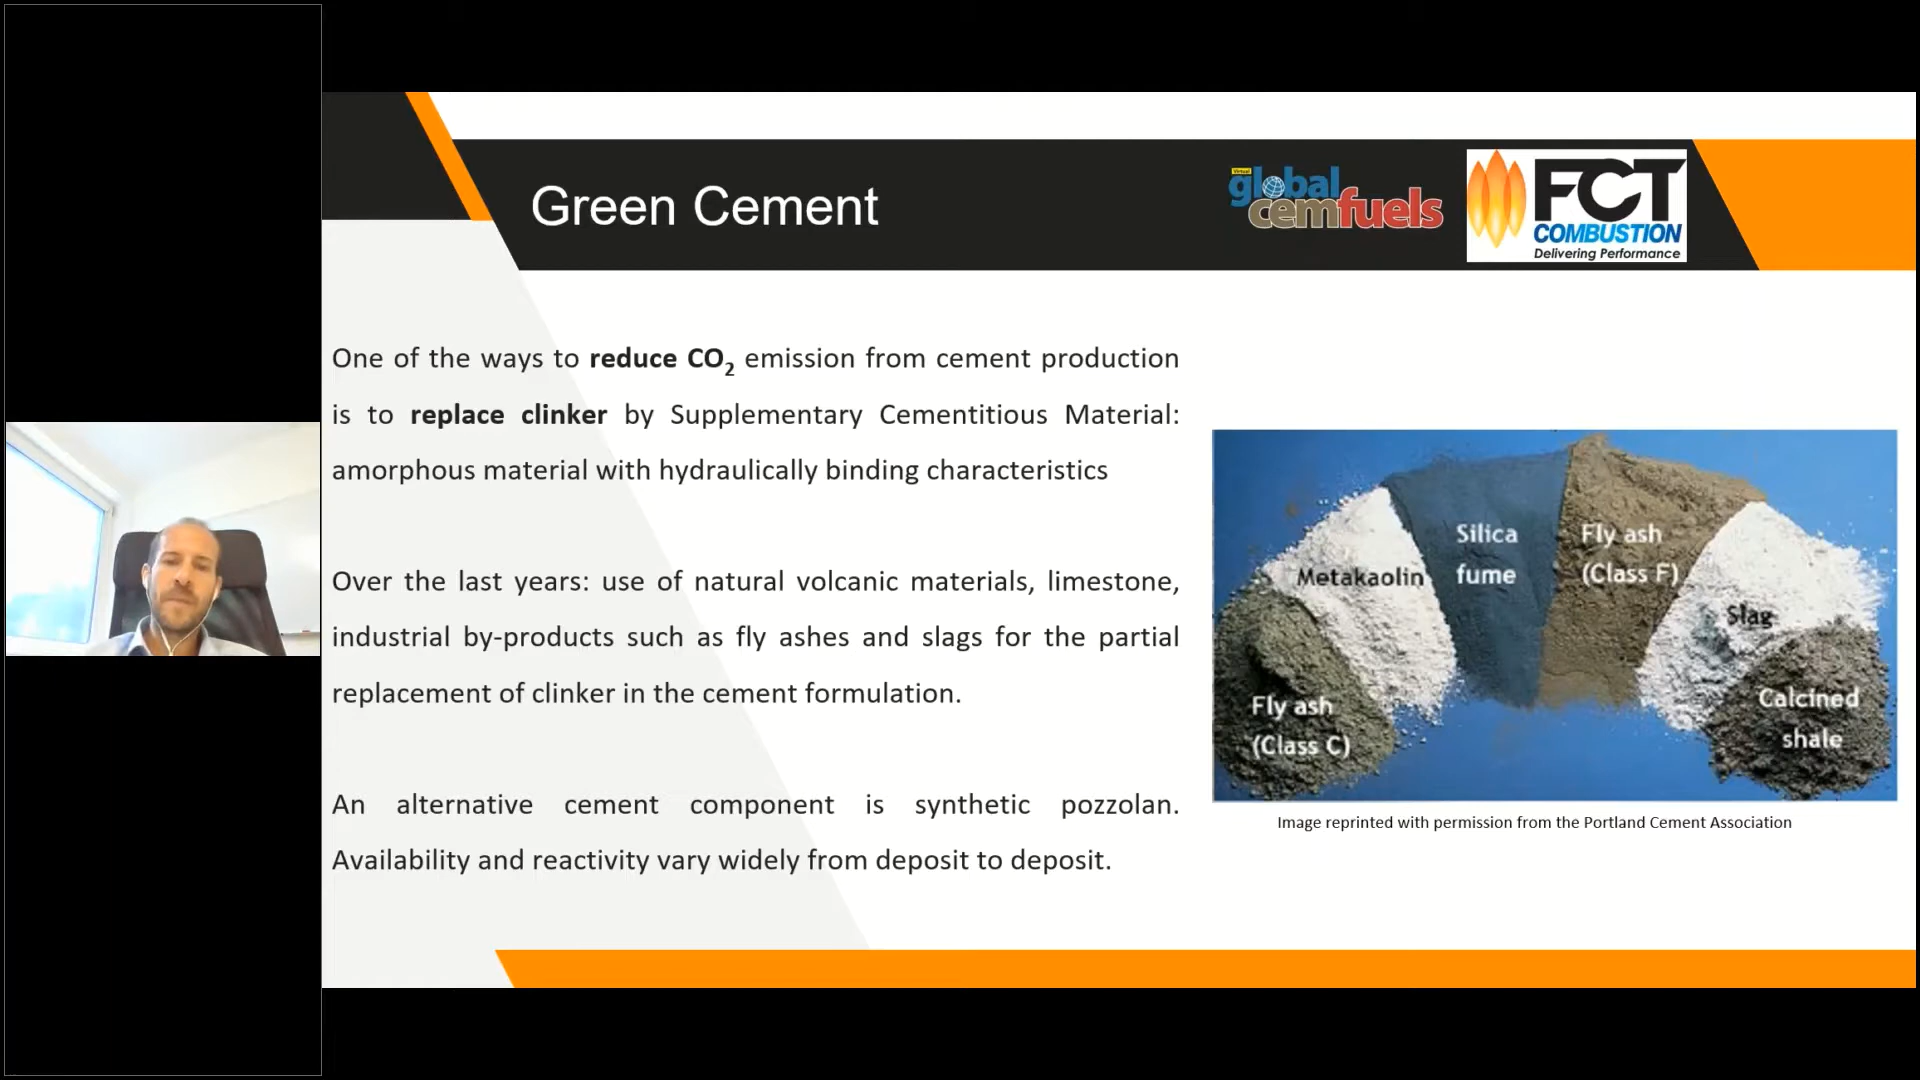 Green Cement
Virtual
global
cemfuels
FCT
COMBUSTION
Delivering Performance
One of the ways to reduce CO2 emission from cement production
is to replace clinker by Supplementary Cementitious Material:
amorphous material with hydraulically binding characteristics
Over the last years: use of natural volcanic materials, limestone,
industrial by-products such as fly ashes and slags for the partial
replacement of clinker in the cement formulation.
An alternative cement component is synthetic pozzolan.
Availability and reactivity vary widely from deposit to deposit.
Metakaolin
Silica
fume
Fly ash
(Class F)
Slag
Fly ash
(Class C)
Calcined
shale
Image reprinted with permission from the Portland Cement Association